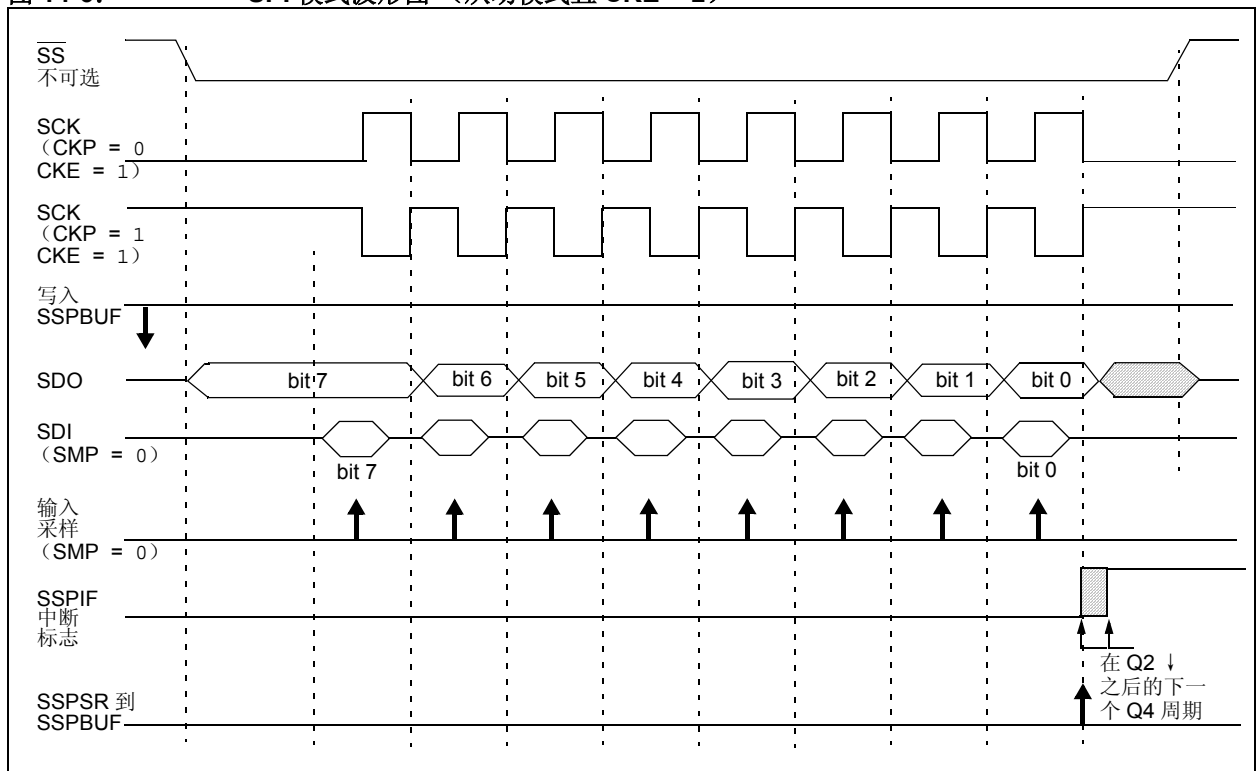 SS
不可选
SCK
（CKP = 0
CKE = 1）
SCK
（CKP = 1
CKE = 1）
写入
SSPBUF
SDO
bit 7
bit 6
bit 5
bit 4
bit 3
bit 2
bit 1
bit 0
SDI
（SMP = 0）
bit 7
bit 0
输入
采样
（SMP = 0）
SSPIF
中断
标志
在 Q2 ↓
之后的下一
个 Q4 周期
SSPSR 到
SSPBUF